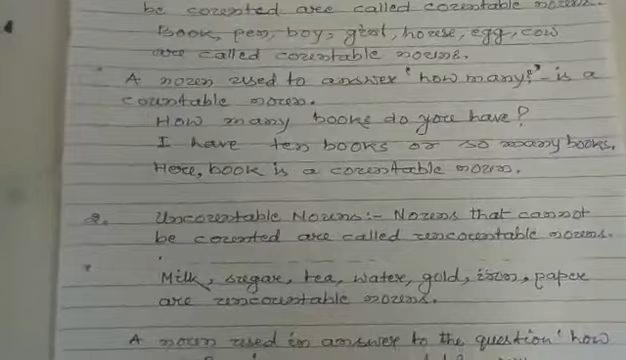 be counted are called countable nouns.
Book, pen, boy, girl, house, egg, cow
are called countable nouns.
A noun used to answer 'how many?' - is a
countable noun.
How many books do you have?
I have ten books or so many books.
Here, book is a countable noun.
2. Uncountable Nouns:- Nouns that cannot
be counted are called uncountable nouns.
Milk, sugar, tea, water, gold, iron, paper
are uncountable nouns.
A noun used in answer to the question 'how